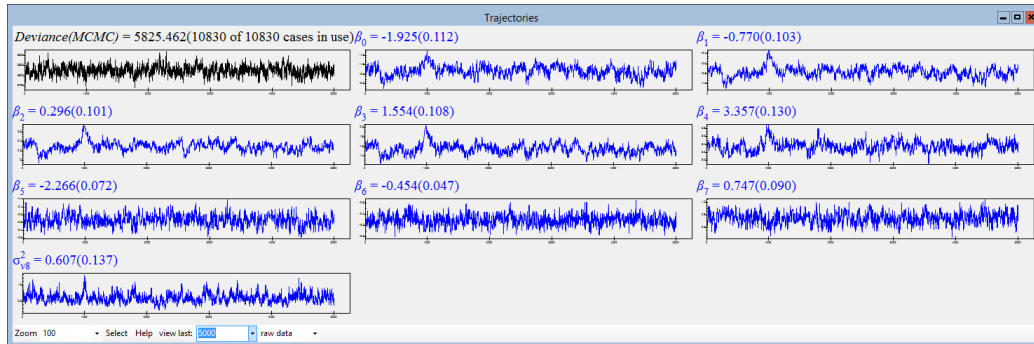 Trajectories
Deviance(MCMC) = 5825.462(10830 of 10830 cases in use)
β0 = -1.925(0.112)
β1 = -0.770(0.103)
β2 = 0.296(0.101)
β3 = 1.554(0.108)
β4 = 3.357(0.130)
β5 = -2.266(0.072)
β6 = -0.454(0.047)
β7 = 0.747(0.090)
σ²v8 = 0.607(0.137)
Zoom 100 Select Help view last: 5000 raw data